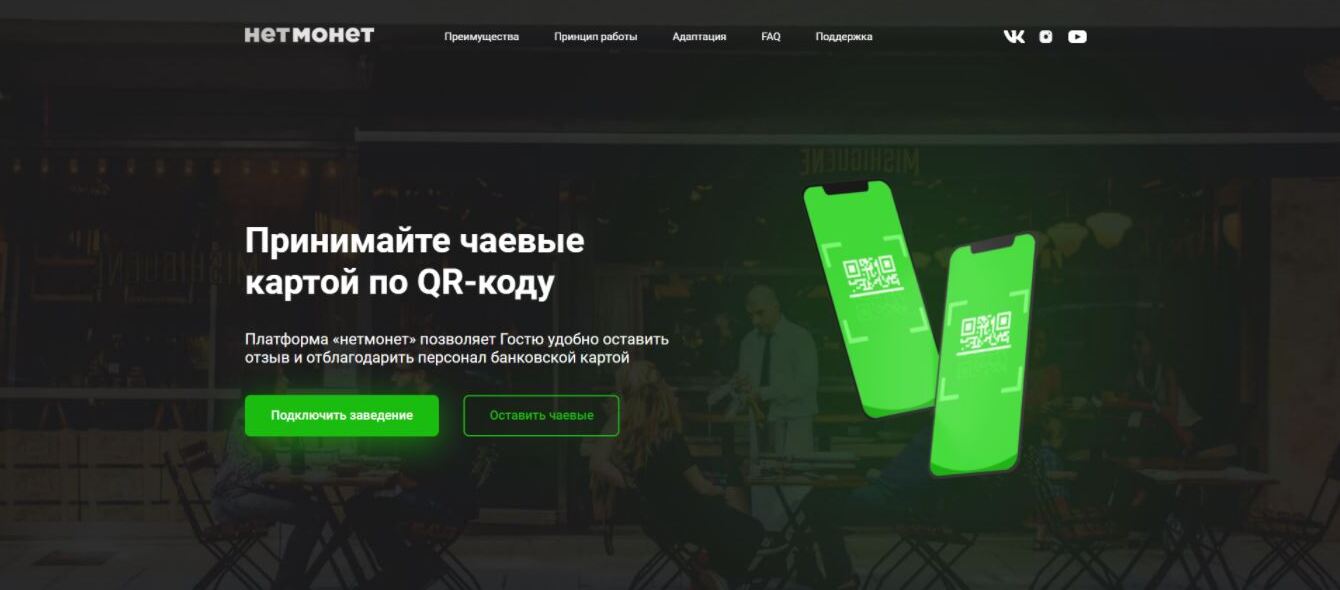 нетмонет
Преимущества
Принцип работы
Адаптация
FAQ
Поддержка
MISHIGUENE
Принимайте чаевые
картой по QR-коду
Платформа «нетмонет» позволяет Гостю удобно оставить
отзыв и отблагодарить персонал банковской картой
Подключить заведение
Оставить чаевые